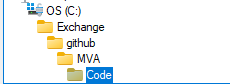 OS (C:)
Exchange
github
MVA
Code